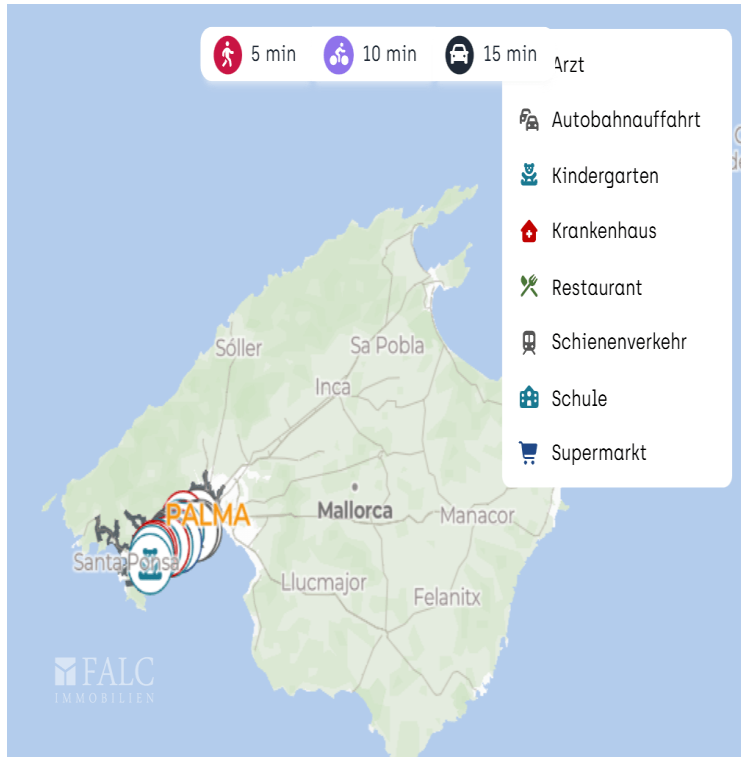 5 min
10 min
15 min
Arzt
Autobahnauffahrt
Kindergarten
Krankenhaus
Restaurant
Schienenverkehr
Schule
Supermarkt
Sóller
Sa Pobla
Inca
PALMA
Mallorca
Manacor
Santa Ponsa
Llucmajor
Felanitx
FALC
IMMOBILIEN